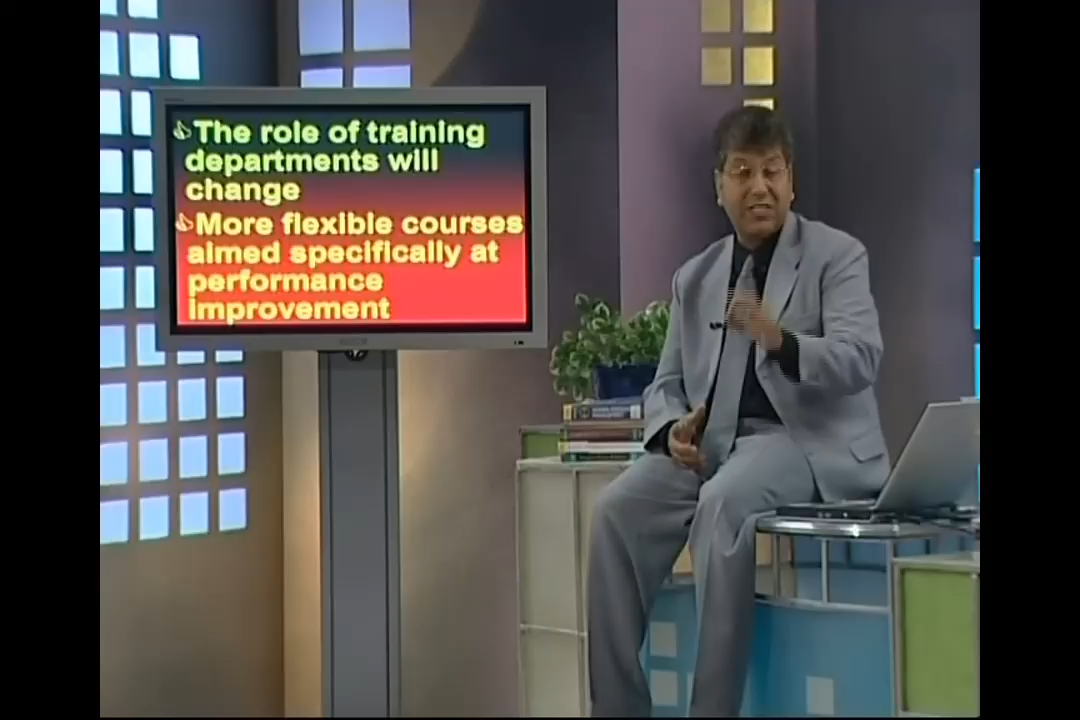 The role of training
departments will
change
More flexible courses
aimed specifically at
performance
improvement